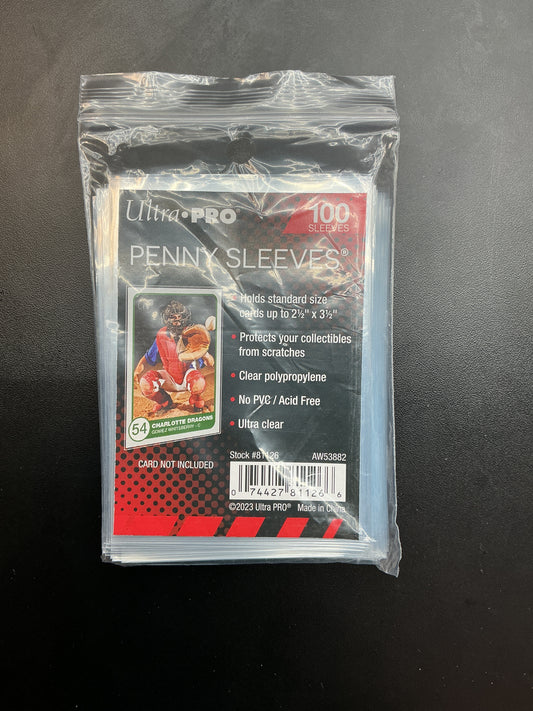 Ultra•PRO®
100
SLEEVES
PENNY SLEEVES®
• Holds standard size
cards up to 2½" x 3½"
• Protects your collectibles
from scratches
• Clear polypropylene
• No PVC / Acid Free
• Ultra clear
54
CHARLOTTE DRAGONS
GOMEZ WHITSBERRY - C
CARD NOT INCLUDED
Stock #81126
AW53882
0 74427 81126 6
©2023 Ultra PRO® Made in China